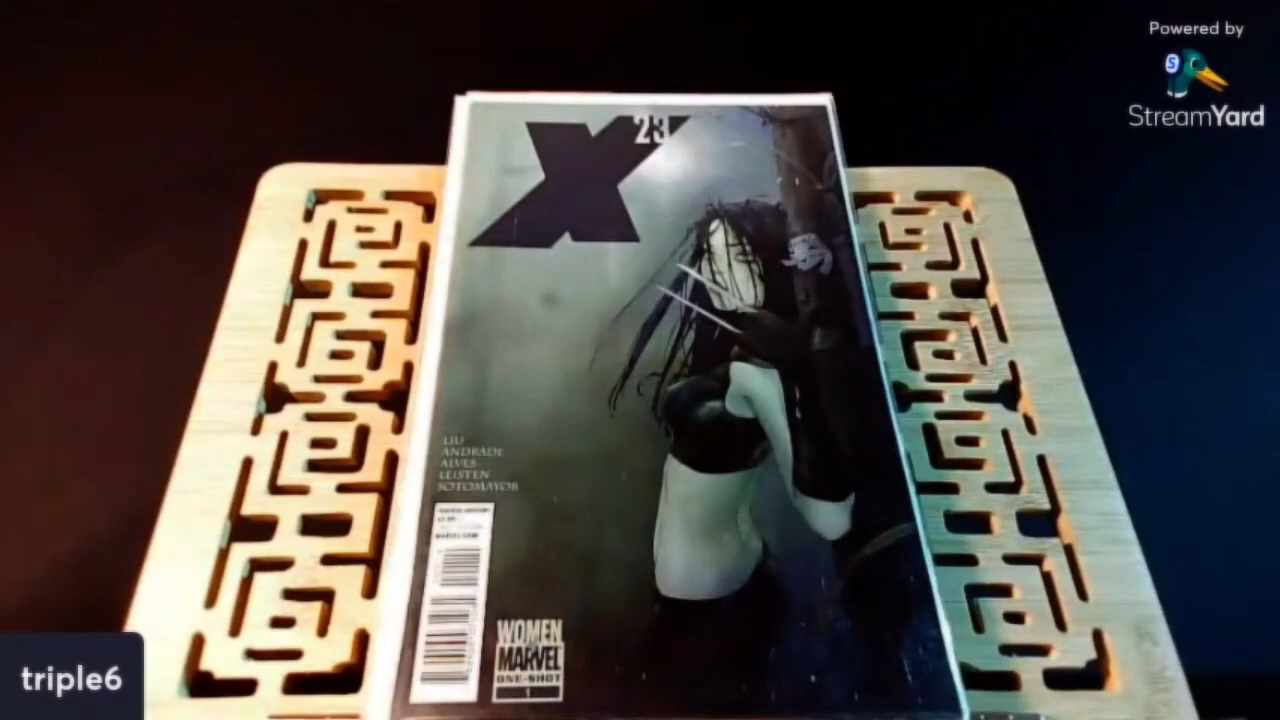 Powered by
StreamYard
X
23
LIU
ANDRADE
ALVES
LEISTEN
SOTOMAYOR
WOMEN
MARVEL
ONE-SHOT
1
triple6